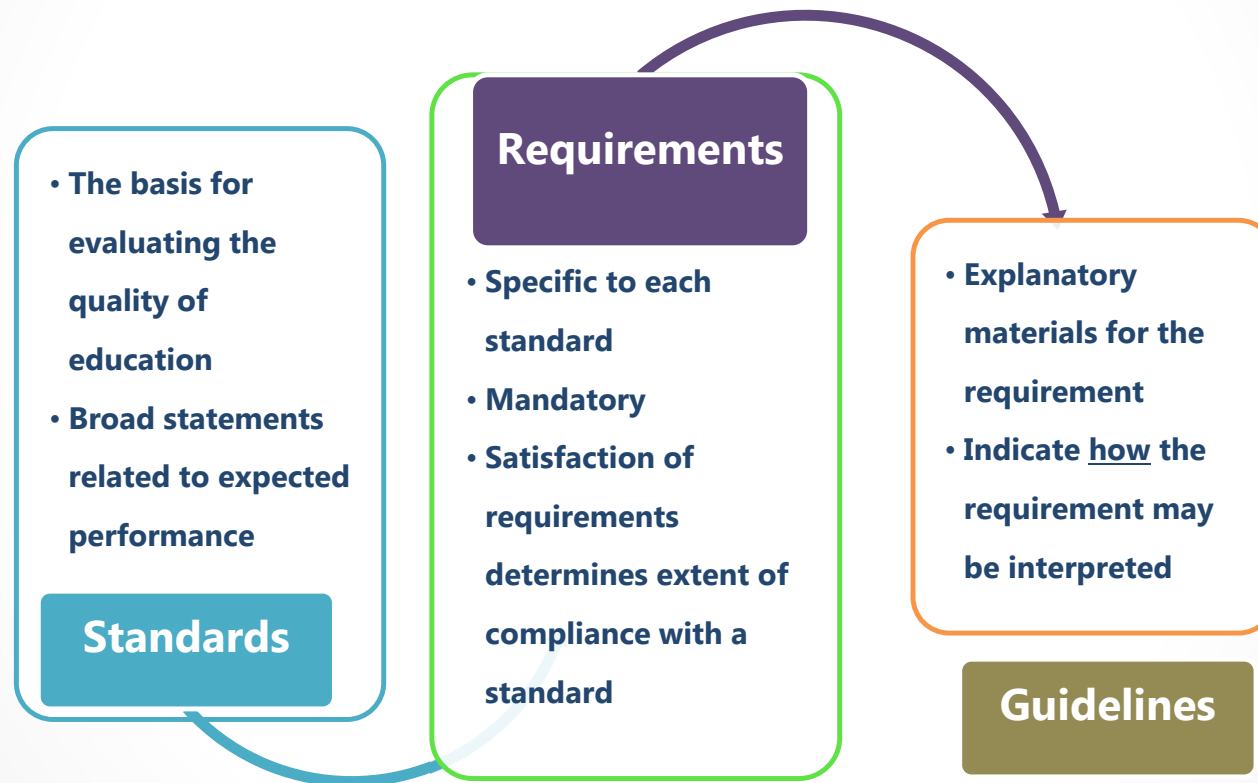 • The basis for
evaluating the
quality of
education
• Broad statements
related to expected
performance
Standards
Requirements
• Specific to each
standard
• Mandatory
• Satisfaction of
requirements
determines extent of
compliance with a
standard
• Explanatory
materials for the
requirement
• Indicate how the
requirement may
be interpreted
Guidelines